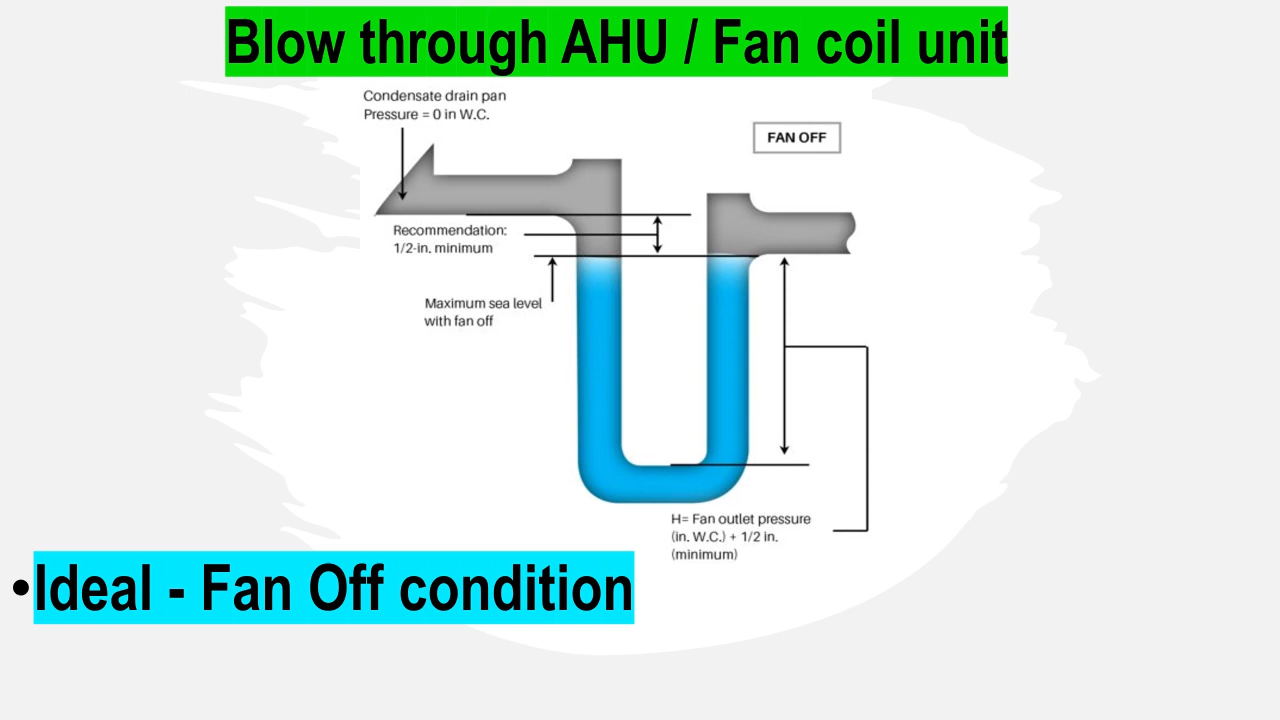 Blow through AHU / Fan coil unit
Condensate drain pan
Pressure = 0 in W.C.
FAN OFF
Recommendation:
1/2-in. minimum
Maximum sea level
with fan off
H= Fan outlet pressure
(in. W.C.) + 1/2 in.
(minimum)
•Ideal - Fan Off condition